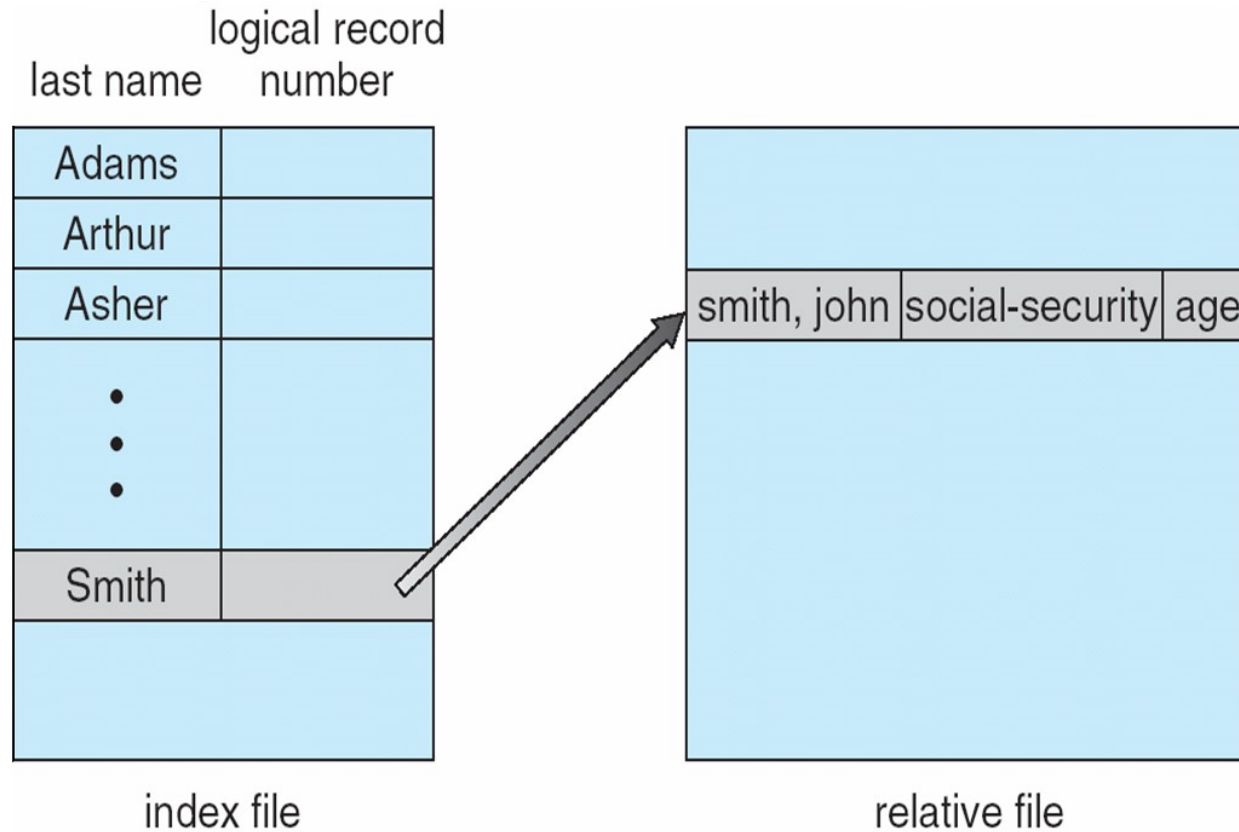 logical record
last name number
Adams
Arthur
Asher
Smith
smith, john social-security age
index file relative file